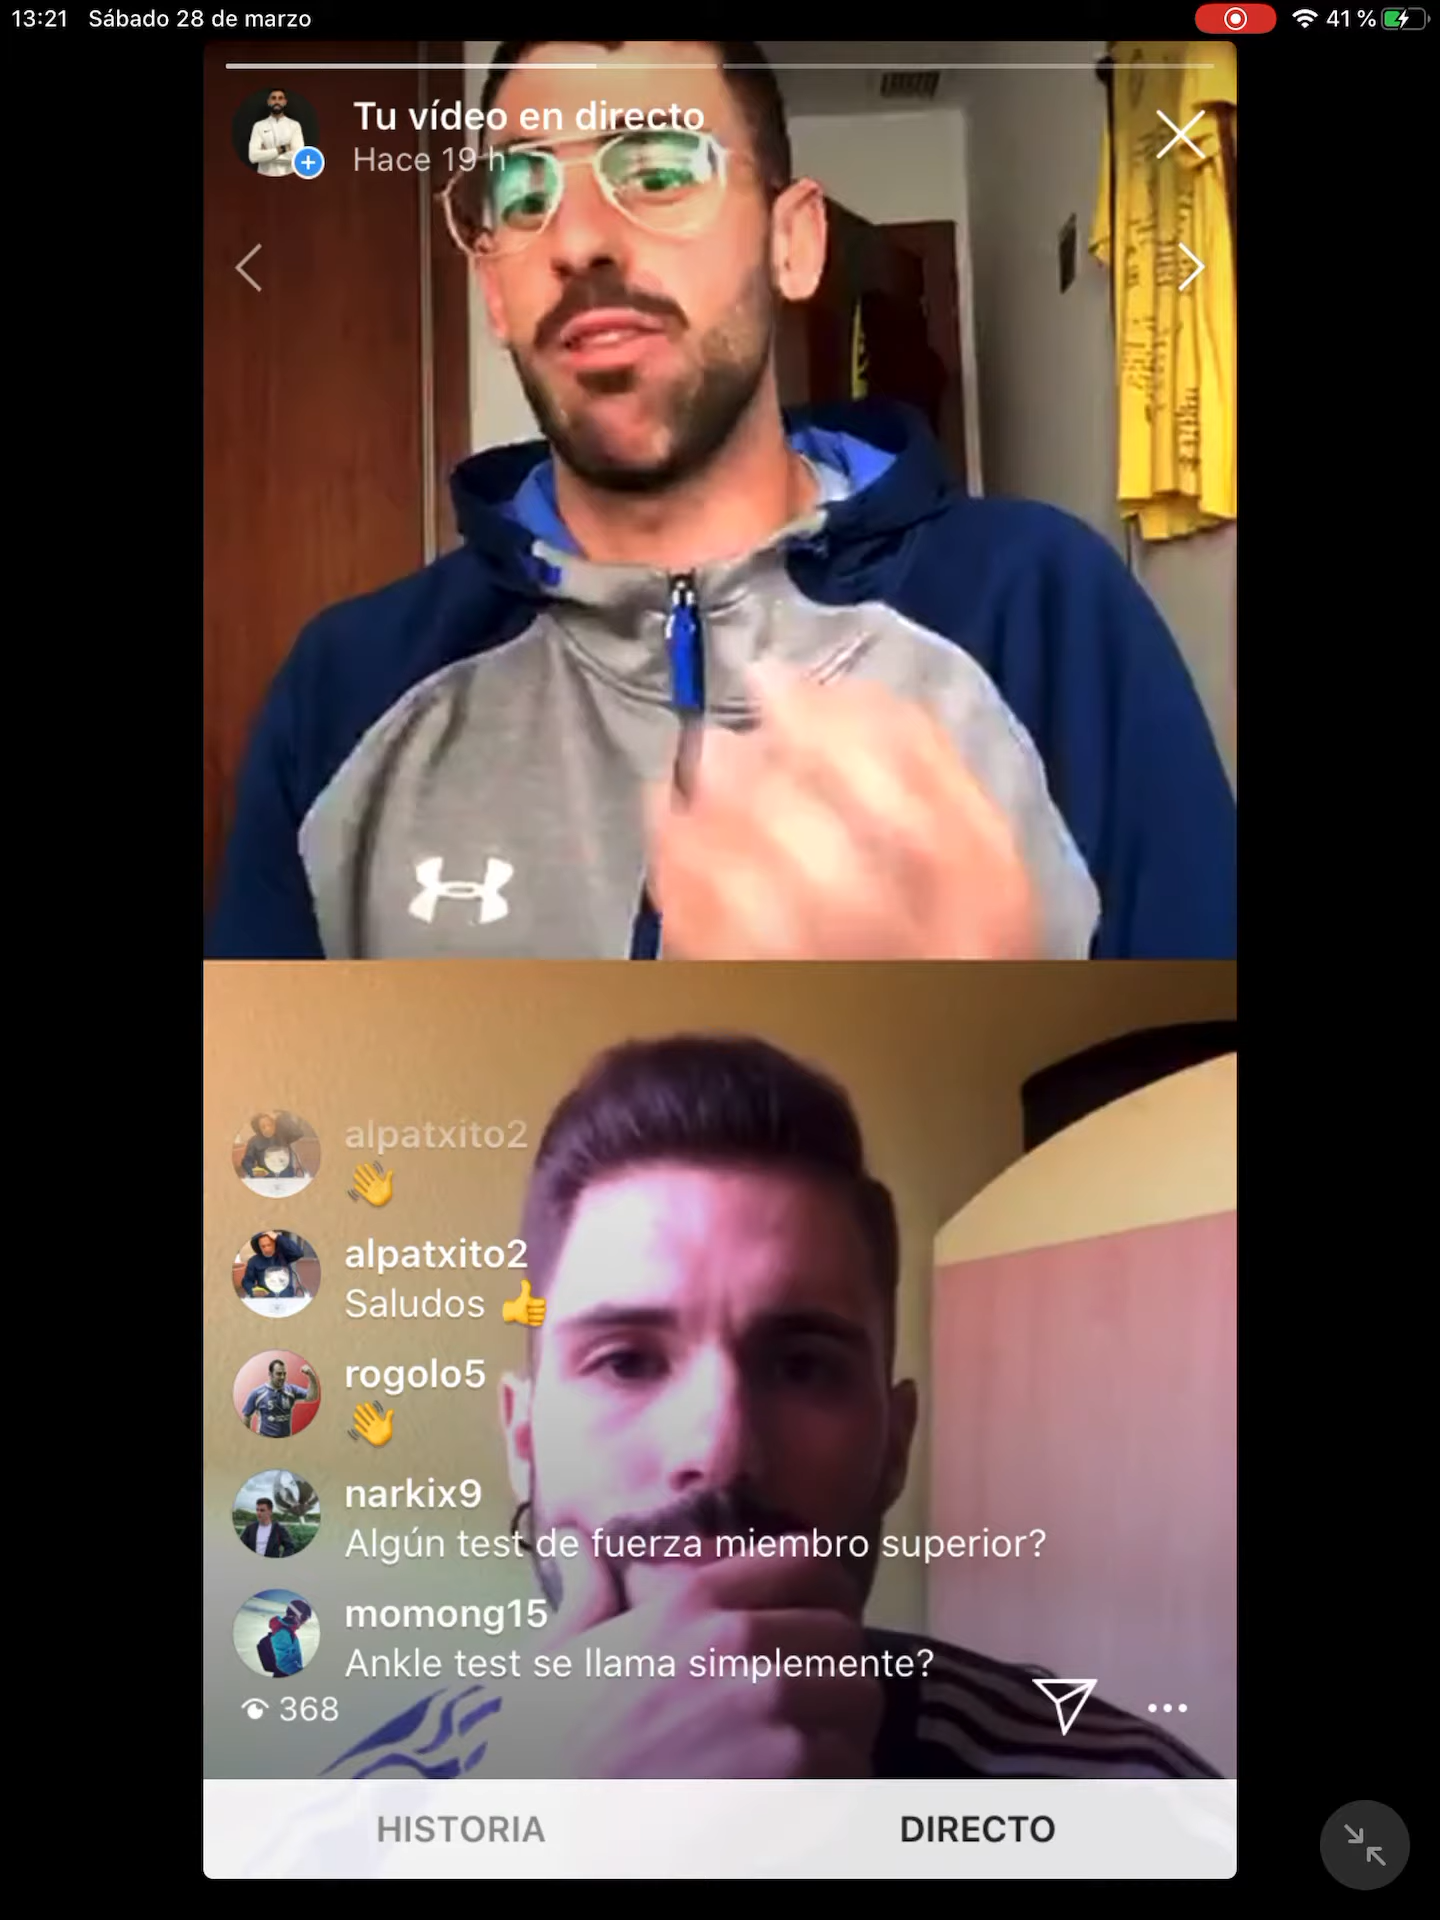 13:21 Sábado 28 de marzo
41 %
Tu vídeo en directo
Hace 19 h
alpatxito2
👋
alpatxito2
Saludos 👍
rogolo5
👋
narkix9
Algún test de fuerza miembro superior?
momong15
Ankle test se llama simplemente?
368
HISTORIA
DIRECTO